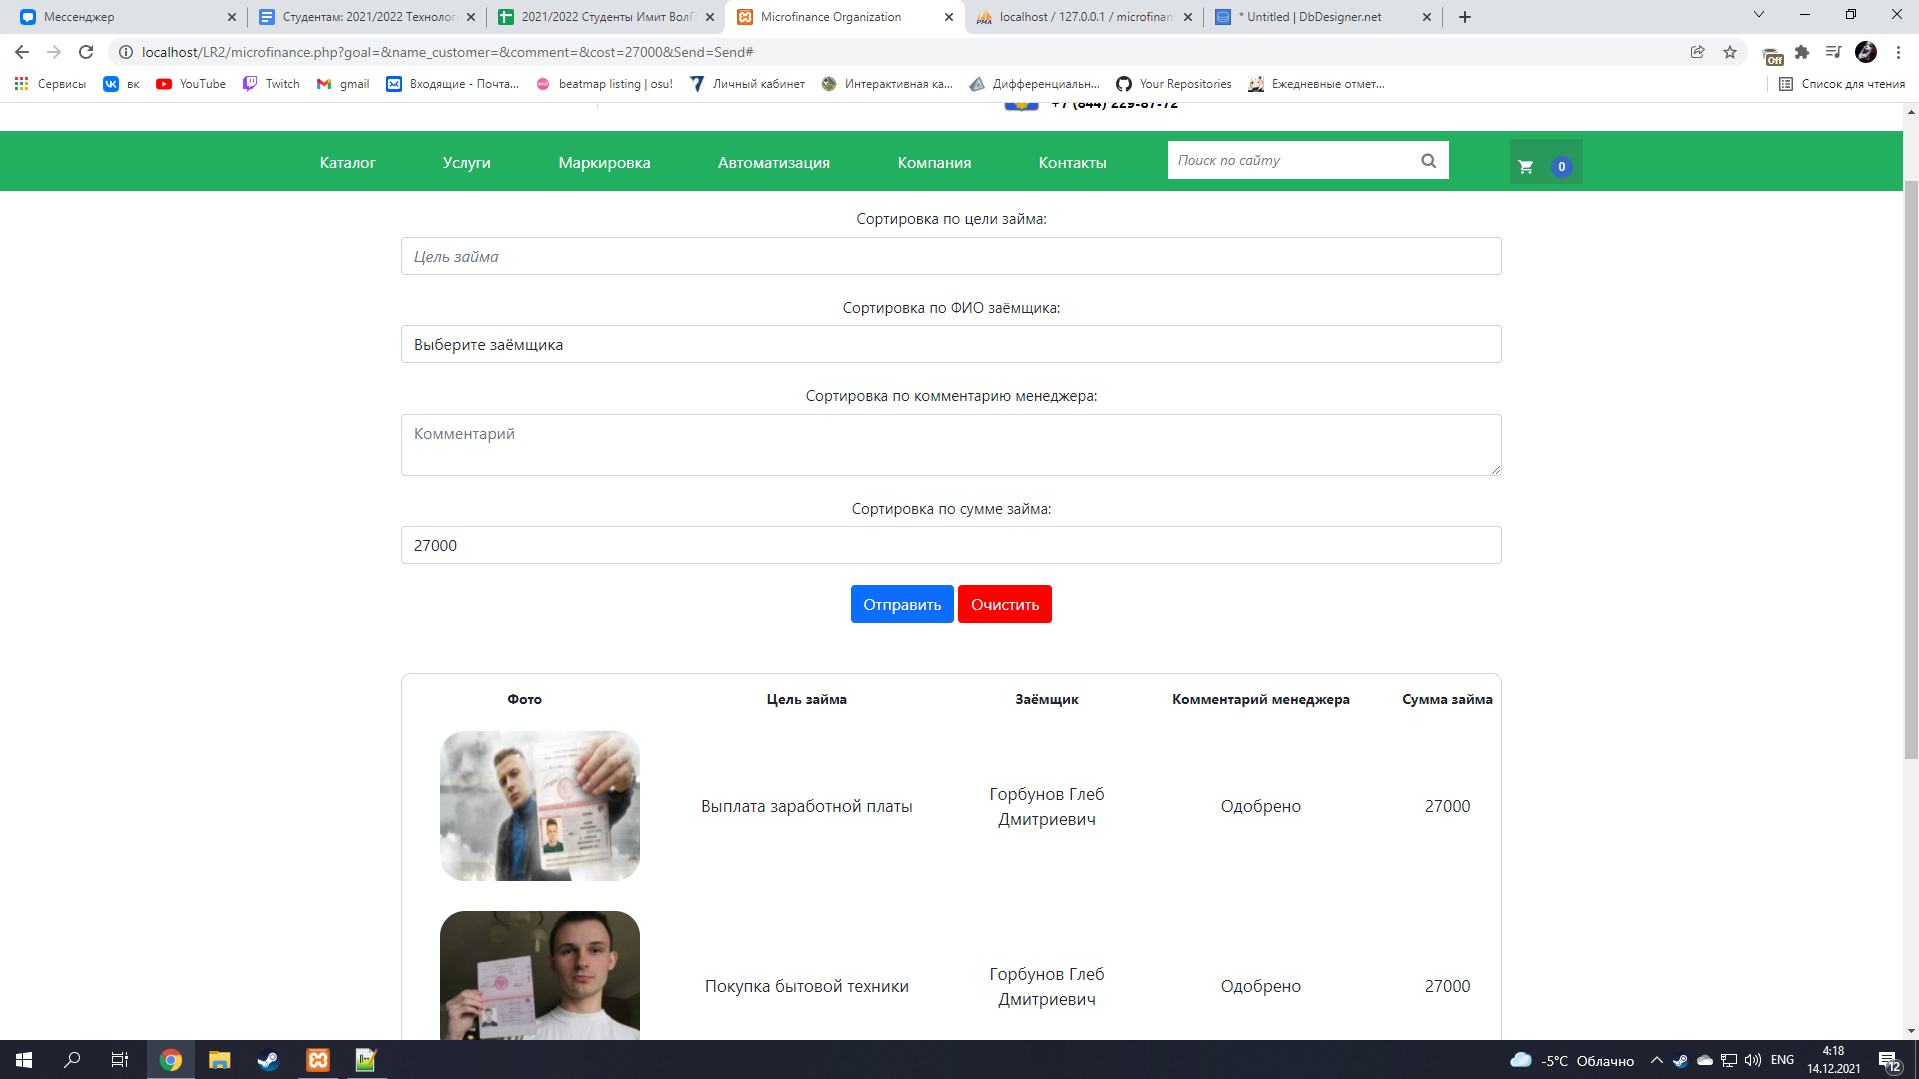 Мессенджер
Студентам: 2021/2022 Техноло
2021/2022 Студенты Имит ВолГ
Microfinance Organization
localhost / 127.0.0.1 / microfinan
* Untitled | DbDesigner.net
localhost/LR2/microfinance.php?goal=&name_customer=&comment=&cost=27000&Send=Send#
Off
Сервисы
вк
YouTube
Twitch
gmail
Входящие - Почта...
beatmap listing | osu!
Личный кабинет
Интерактивная ка...
Дифференциальн...
Your Repositories
Ежедневные отмет...
Список для чтения
+7 (844) 229-87-72
Каталог
Услуги
Маркировка
Автоматизация
Компания
Контакты
Поиск по сайту
0
Сортировка по цели займа:
Цель займа
Сортировка по ФИО заёмщика:
Выберите заёмщика
Сортировка по комментарию менеджера:
Комментарий
Сортировка по сумме займа:
27000
Отправить Очистить
Фото Цель займа Заёмщик Комментарий менеджера Сумма займа
Выплата заработной платы
Горбунов Глеб
Дмитриевич
Одобрено
27000
Покупка бытовой техники
Горбунов Глеб
Дмитриевич
Одобрено
27000
-5°C Облачно
ENG
4:18
14.12.2021
12